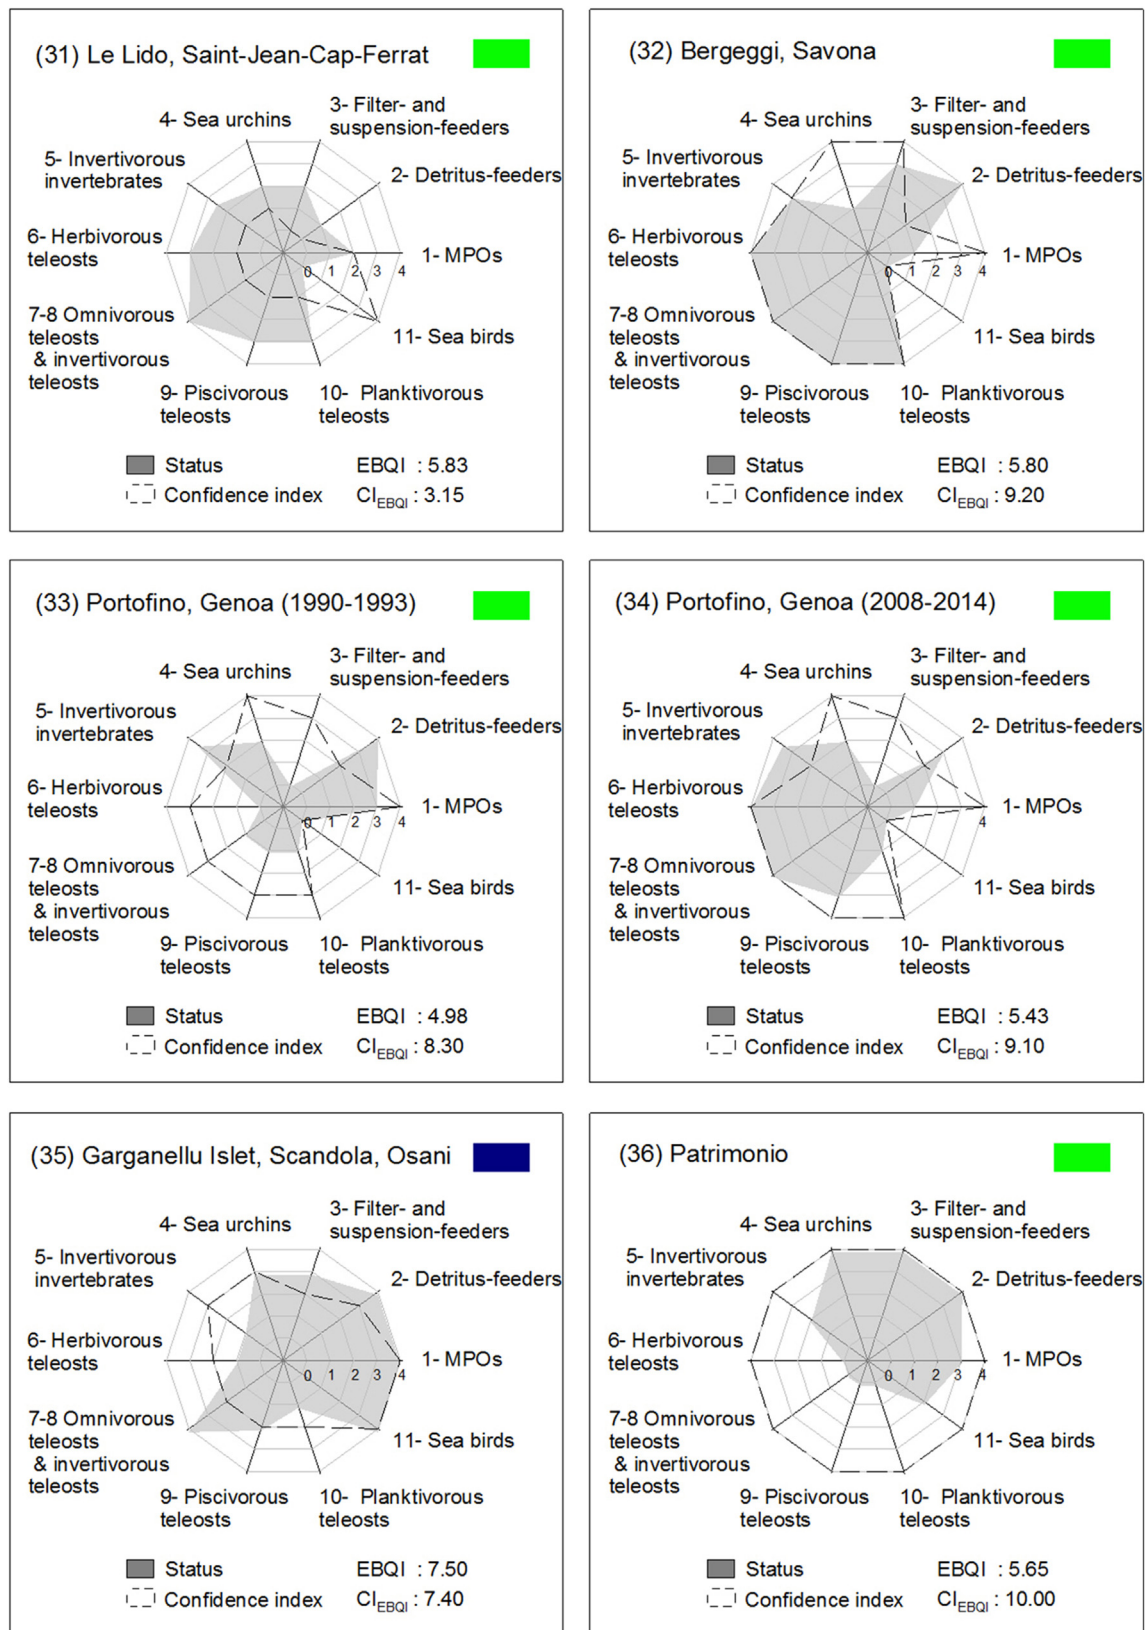 (31) Le Lido, Saint-Jean-Cap-Ferrat
4- Sea urchins
3- Filter- and
suspension-feeders
5- Invertivorous
invertebrates
2- Detritus-feeders
6- Herbivorous
teleosts
1- MPOs
0 1 2 3 4
7-8 Omnivorous
teleosts
& invertivorous
teleosts
11- Sea birds
9- Piscivorous
teleosts
10- Planktivorous
teleosts
Status
EBQI : 5.83
Confidence index
CI EBQI : 3.15
(32) Bergeggi, Savona
4- Sea urchins
3- Filter- and
suspension-feeders
5- Invertivorous
invertebrates
2- Detritus-feeders
6- Herbivorous
teleosts
1- MPOs
0 1 2 3 4
7-8 Omnivorous
teleosts
& invertivorous
teleosts
11- Sea birds
9- Piscivorous
teleosts
10- Planktivorous
teleosts
Status
EBQI : 5.80
Confidence index
CI EBQI : 9.20
(33) Portofino, Genoa (1990-1993)
4- Sea urchins
3- Filter- and
suspension-feeders
5- Invertivorous
invertebrates
2- Detritus-feeders
6- Herbivorous
teleosts
1- MPOs
0 1 2 3 4
7-8 Omnivorous
teleosts
& invertivorous
teleosts
11- Sea birds
9- Piscivorous
teleosts
10- Planktivorous
teleosts
Status
EBQI : 4.98
Confidence index
CI EBQI : 8.30
(34) Portofino, Genoa (2008-2014)
4- Sea urchins
3- Filter- and
suspension-feeders
5- Invertivorous
invertebrates
2- Detritus-feeders
6- Herbivorous
teleosts
1- MPOs
4
7-8 Omnivorous
teleosts
& invertivorous
teleosts
11- Sea birds
9- Piscivorous
teleosts
10- Planktivorous
teleosts
Status
EBQI : 5.43
Confidence index
CI EBQI : 9.10
(35) Garganellu Islet, Scandola, Osani
4- Sea urchins
3- Filter- and
suspension-feeders
5- Invertivorous
invertebrates
2- Detritus-feeders
6- Herbivorous
teleosts
1- MPOs
0 1 2 3 4
7-8 Omnivorous
teleosts
& invertivorous
teleosts
11- Sea birds
9- Piscivorous
teleosts
10- Planktivorous
teleosts
Status
EBQI : 7.50
Confidence index
CI EBQI : 7.40
(36) Patrimonio
4- Sea urchins
3- Filter- and
suspension-feeders
5- Invertivorous
invertebrates
2- Detritus-feeders
6- Herbivorous
teleosts
1- MPOs
0 1 2 3 4
7-8 Omnivorous
teleosts
& invertivorous
teleosts
11- Sea birds
9- Piscivorous
teleosts
10- Planktivorous
teleosts
Status
EBQI : 5.65
Confidence index
CI EBQI : 10.00